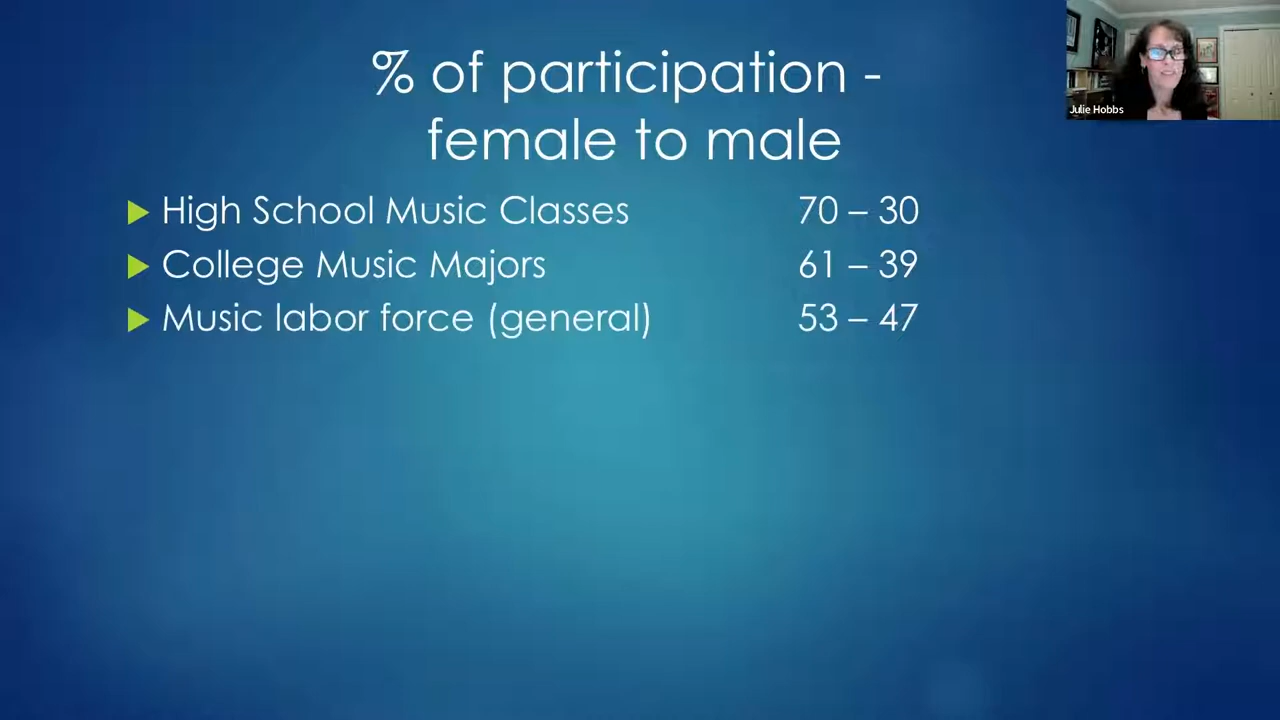 % of participation -
female to male
Julie Hobbs
High School Music Classes 70 – 30
College Music Majors 61 – 39
Music labor force (general) 53 – 47